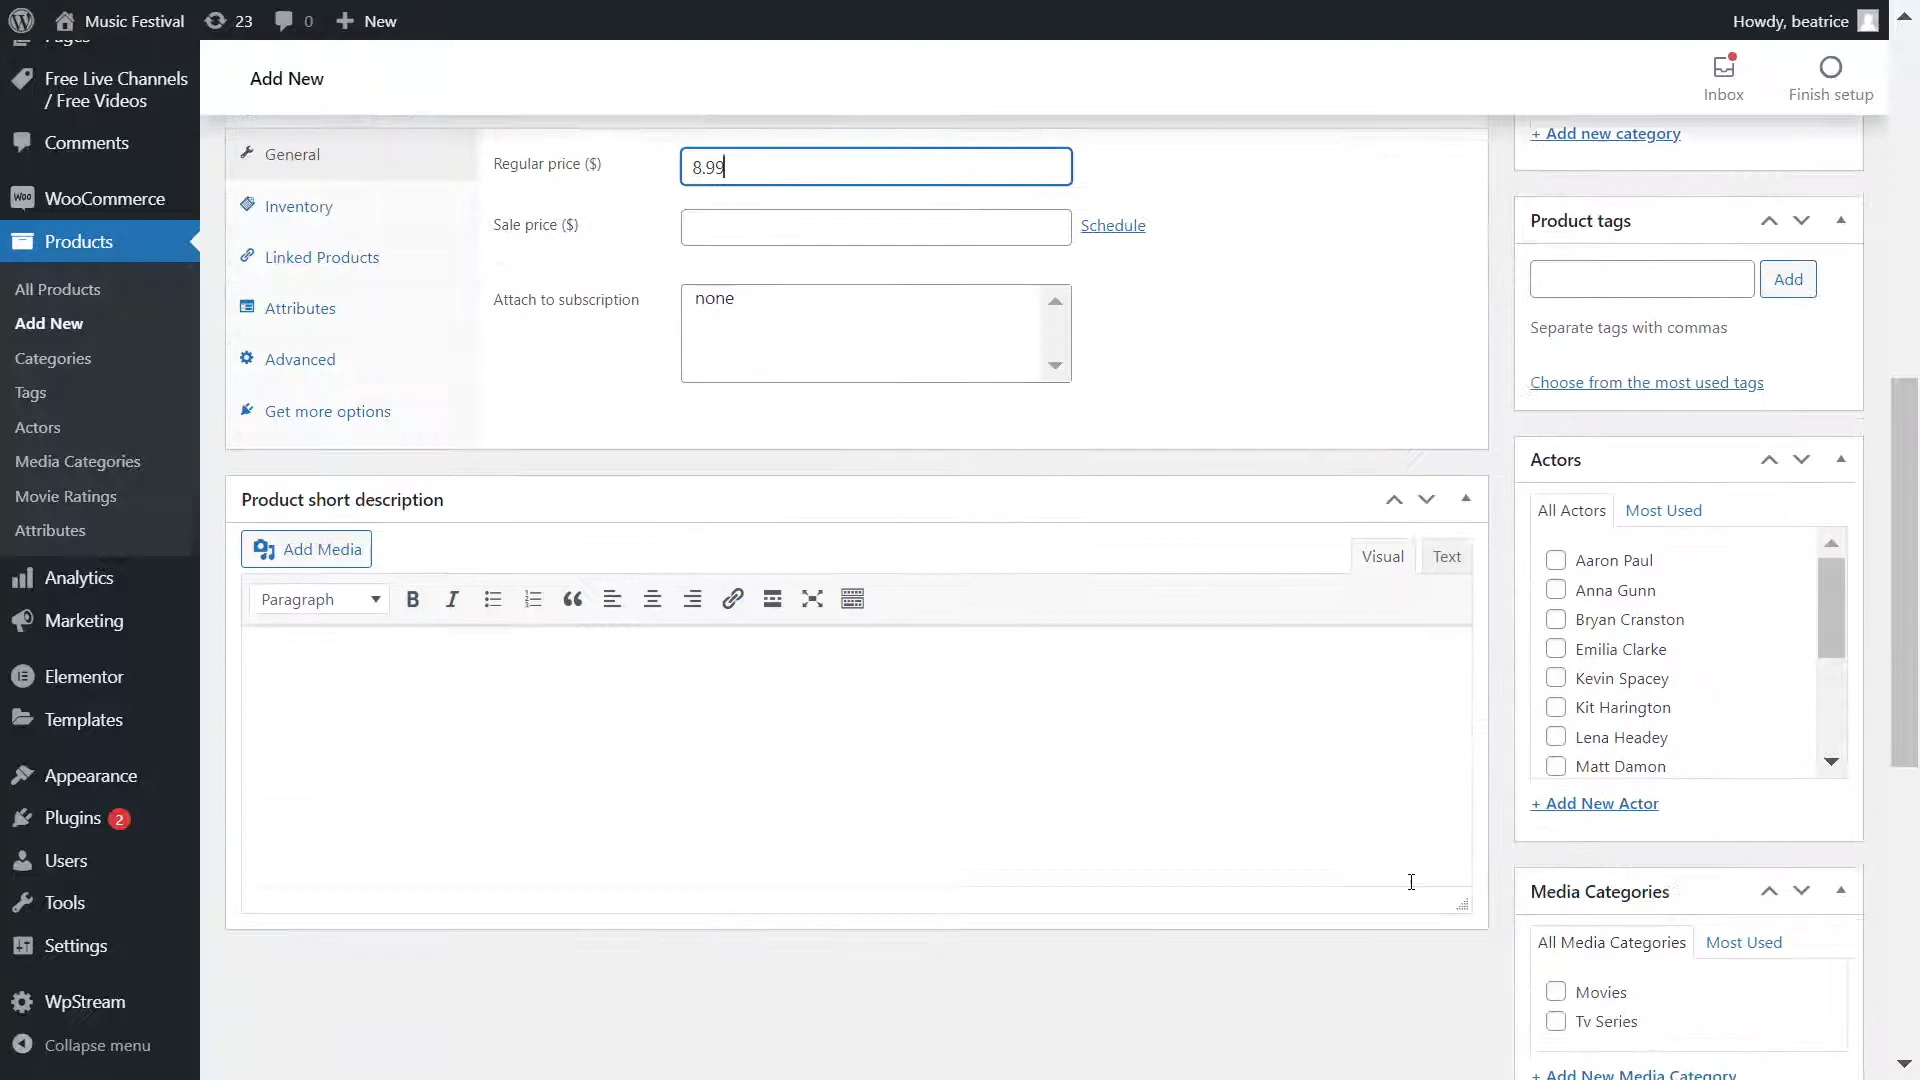 Music Festival
23
0
New
Howdy, beatrice
Pages
Free Live Channels
/ Free Videos
Comments
Woo
WooCommerce
Products
All Products
Add New
Categories
Tags
Actors
Media Categories
Movie Ratings
Attributes
Analytics
Marketing
Elementor
Templates
Appearance
Plugins 2
Users
Tools
Settings
WpStream
Collapse menu
Add New
Inbox
Finish setup
General
Inventory
Linked Products
Attributes
Advanced
Get more options
Regular price ($)
8.99
Sale price ($)
Schedule
Attach to subscription
none
Product short description
Add Media
Visual
Text
Paragraph
B
I
+ Add new category
Product tags
Add
Separate tags with commas
Choose from the most used tags
Actors
All Actors
Most Used
Aaron Paul
Anna Gunn
Bryan Cranston
Emilia Clarke
Kevin Spacey
Kit Harington
Lena Headey
Matt Damon
+ Add New Actor
Media Categories
All Media Categories
Most Used
Movies
Tv Series
+ Add New Media Category